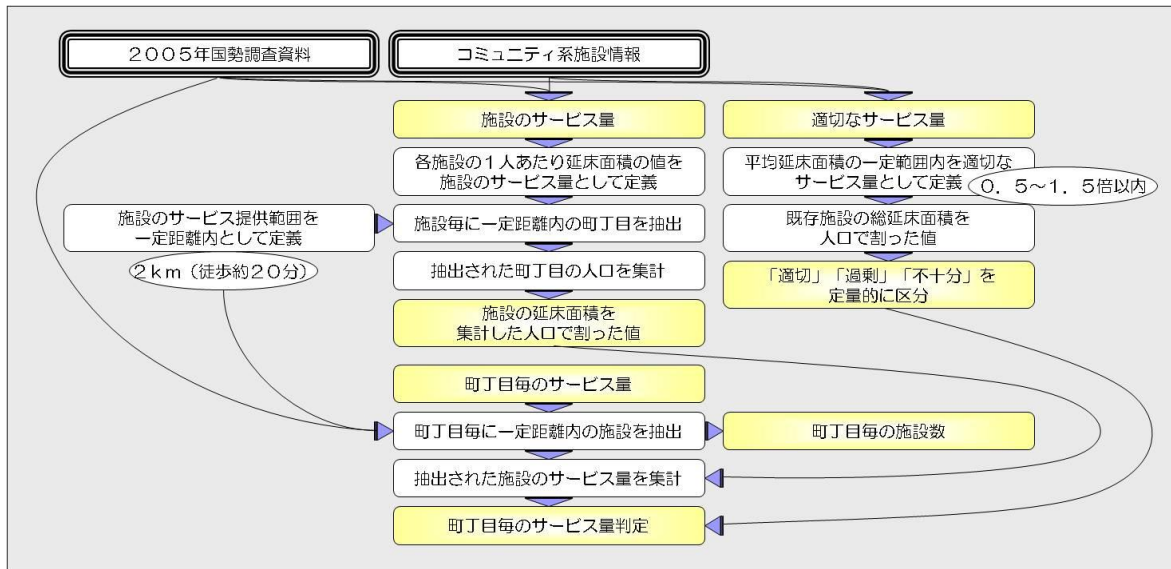 ２００５年国勢調査資料
コミュニティ系施設情報
施設のサービス量
適切なサービス量
各施設の１人あたり延床面積の値を
施設のサービス量として定義
平均延床面積の一定範囲内を適切な
サービス量として定義
０．５～１．５倍以内
施設のサービス提供範囲を
一定距離内として定義
２ｋｍ（徒歩約２０分）
施設毎に一定距離内の町丁目を抽出
既存施設の総延床面積を
人口で割った値
抽出された町丁目の人口を集計
「適切」「過剰」「不十分」を
定量的に区分
施設の延床面積を
集計した人口で割った値
町丁目毎のサービス量
町丁目毎に一定距離内の施設を抽出
町丁目毎の施設数
抽出された施設のサービス量を集計
町丁目毎のサービス量判定